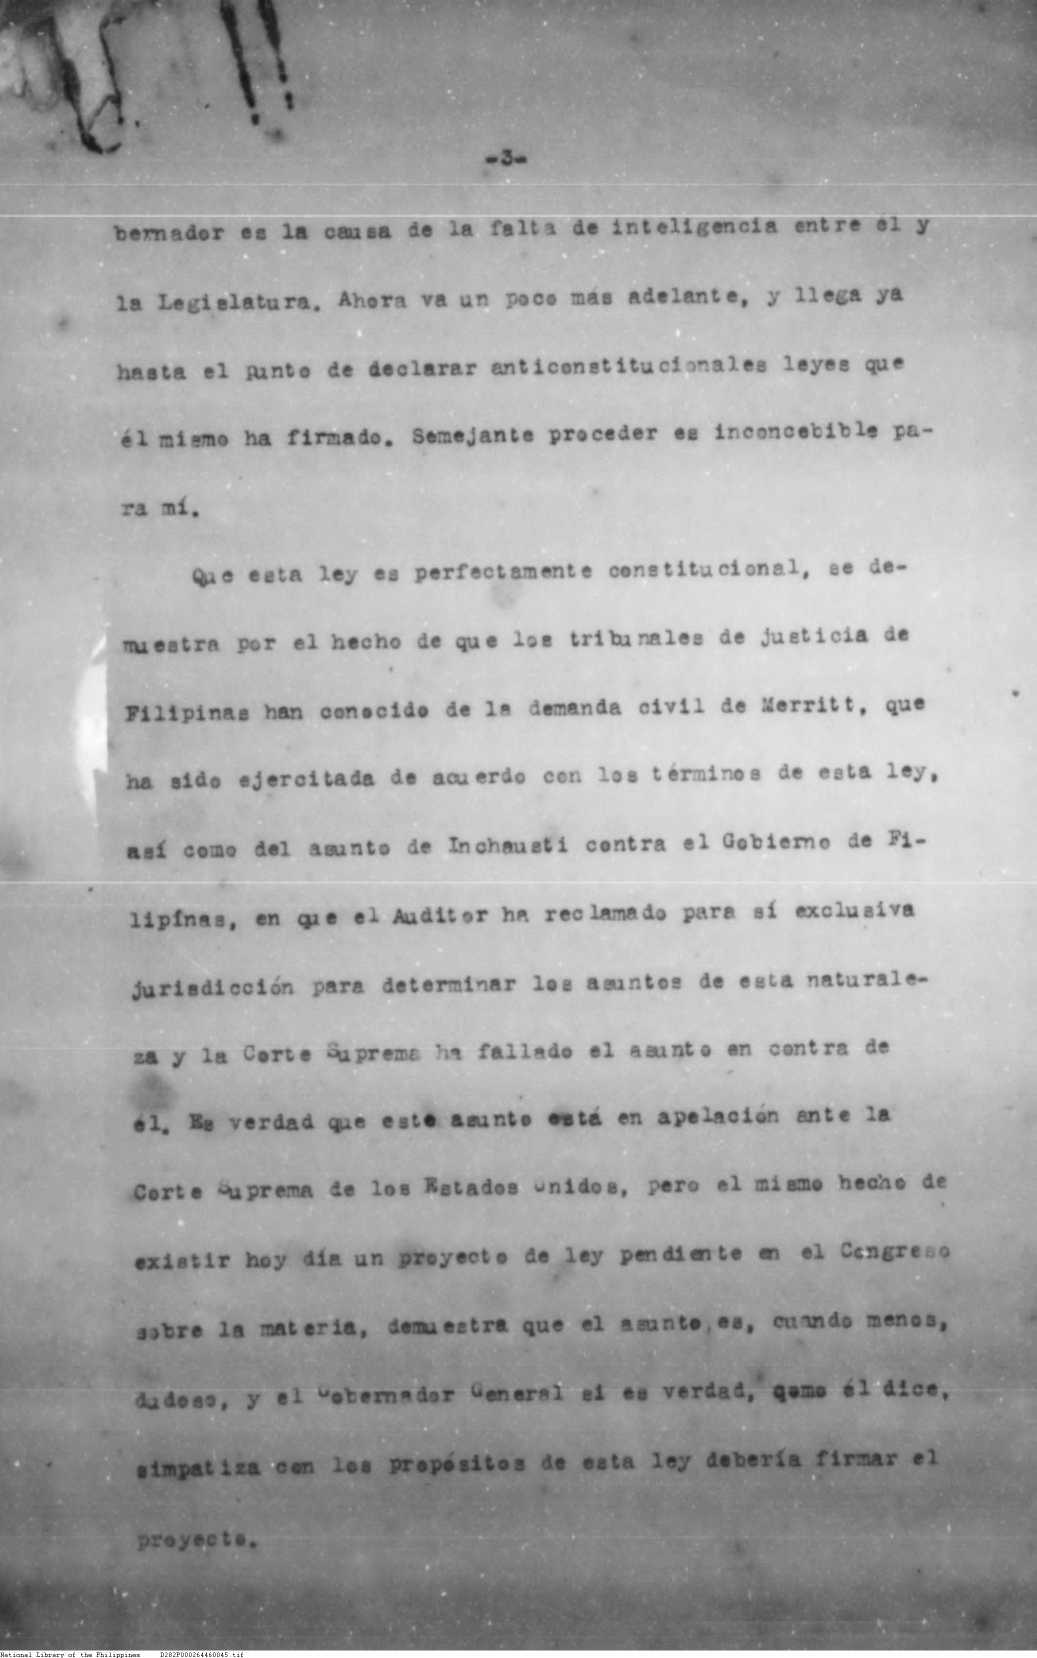 -3-
bernador es la causa de la falta de inteligencia entre él y
la Legislatura. Ahora va un poco más adelante, y llega ya
hasta el punto de declarar anticonstitucionales leyes que
él mismo ha firmado. Semejante proceder es inconcebible pa-
ra mí.
Que esta ley es perfectamente constitucional, se de-
muestra por el hecho de que los tribunales de justicia de
Filipinas han conocido de la demanda civil de Merritt, que
ha sido ejercitada de acuerdo con los términos de esta ley,
así como del asunto de Inchausti contra el Gobierno de Fi-
lipínas, en que el Auditor ha reclamado para sí exclusiva
jurisdicción para determinar los asuntos de esta naturale-
za y la Corte Suprema ha fallado el asunto en contra de
él. Es verdad que este asunto está en apelación ante la
Corte Suprema de los Estados Unidos, pero el mismo hecho de
existir hoy día un proyecto de ley pendiente en el Congreso
sobre la materia, demuestra que el asunto es, cuando menos,
dudoso, y el Gobernador General si es verdad, qomo él dice,
simpatiza con los propósitos de esta ley debería firmar el
proyecto.
National Library of the Philippines D282P000264460045.tif